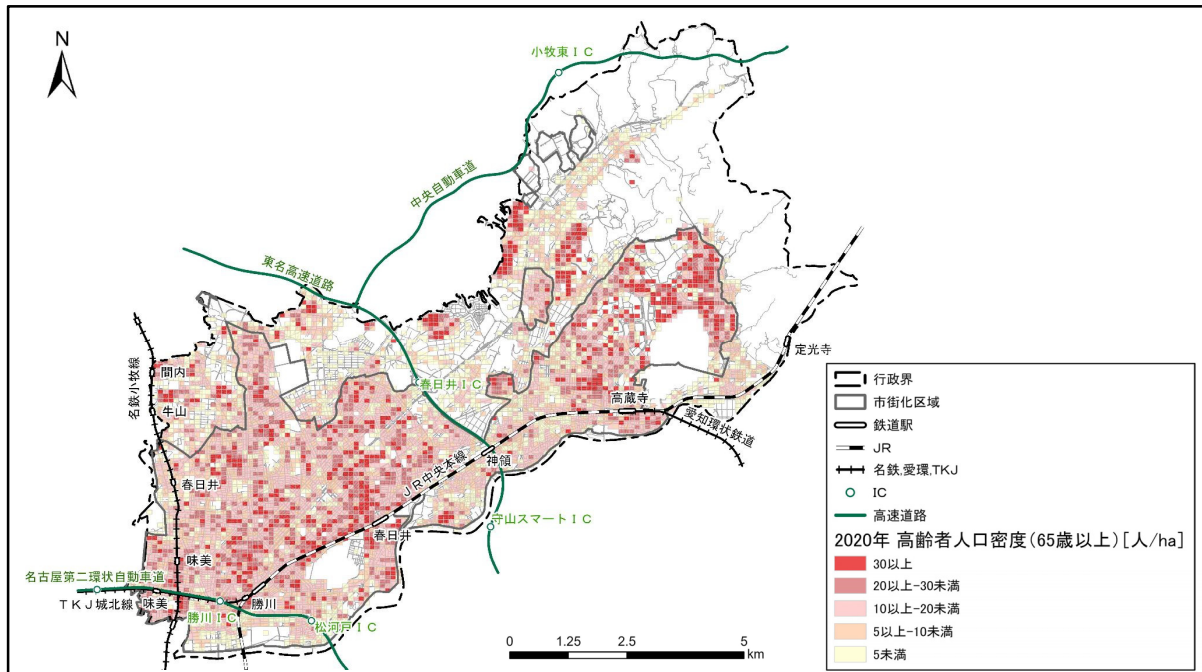 N
小牧東ＩＣ
中央自動車道
東名高速道路
名鉄小牧線
間内
牛山
春日井ＩＣ
定光寺
高蔵寺
愛知環状鉄道
ＪＲ中央本線
神領
春日井
春日井
守山スマートＩＣ
味美
名古屋第二環状自動車道
ＴＫＪ城北線
味美
勝川
勝川ＩＣ
松河戸ＩＣ
0 1.25 2.5 5
km
行政界
市街化区域
鉄道駅
JR
名鉄,愛環,TKJ
IC
高速道路
2020年 高齢者人口密度(65歳以上)[人/ha]
30以上
20以上-30未満
10以上-20未満
5以上-10未満
5未満